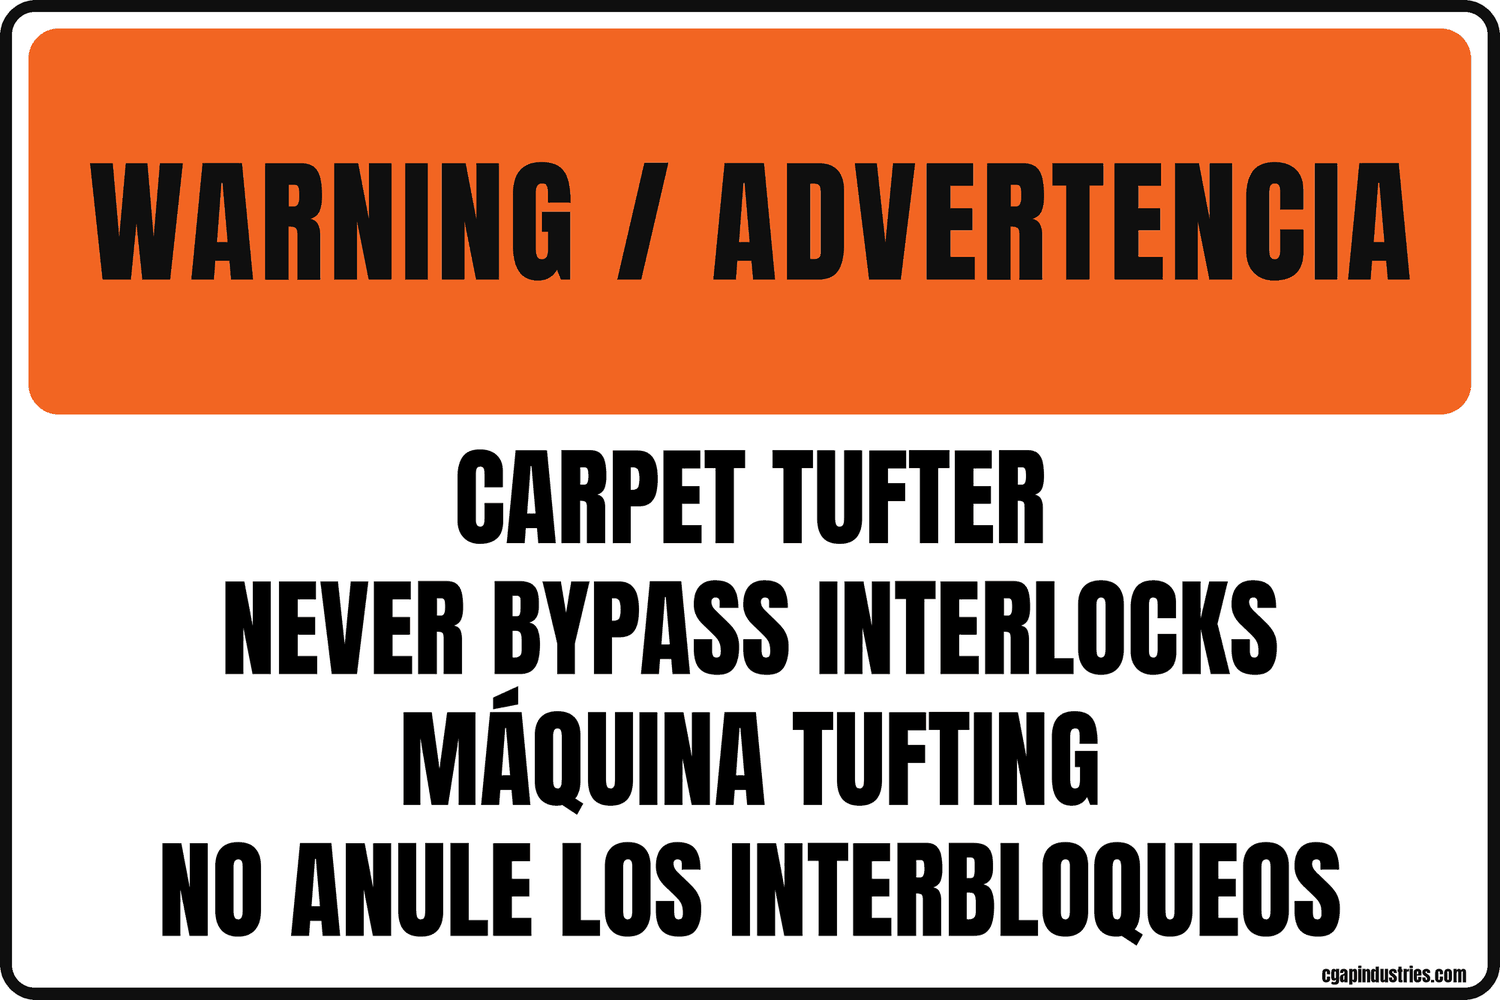 WARNING / ADVERTENCIA
CARPET TUFTER
NEVER BYPASS INTERLOCKS
MÁQUINA TUFTING
NO ANULE LOS INTERBLOQUEOS
cgapindustries.com